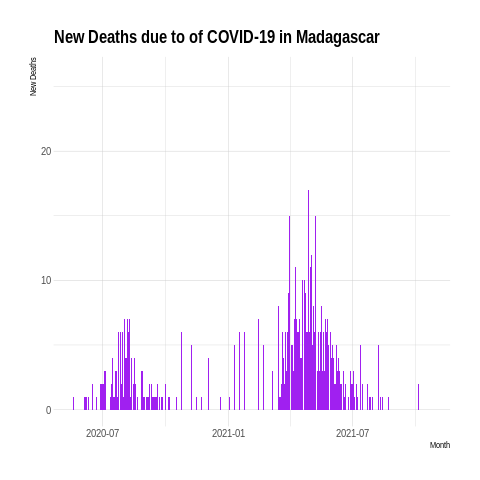 New Deaths due to of COVID-19 in Madagascar
New Deaths
20
10
0
2020-07
2021-01
2021-07
Month